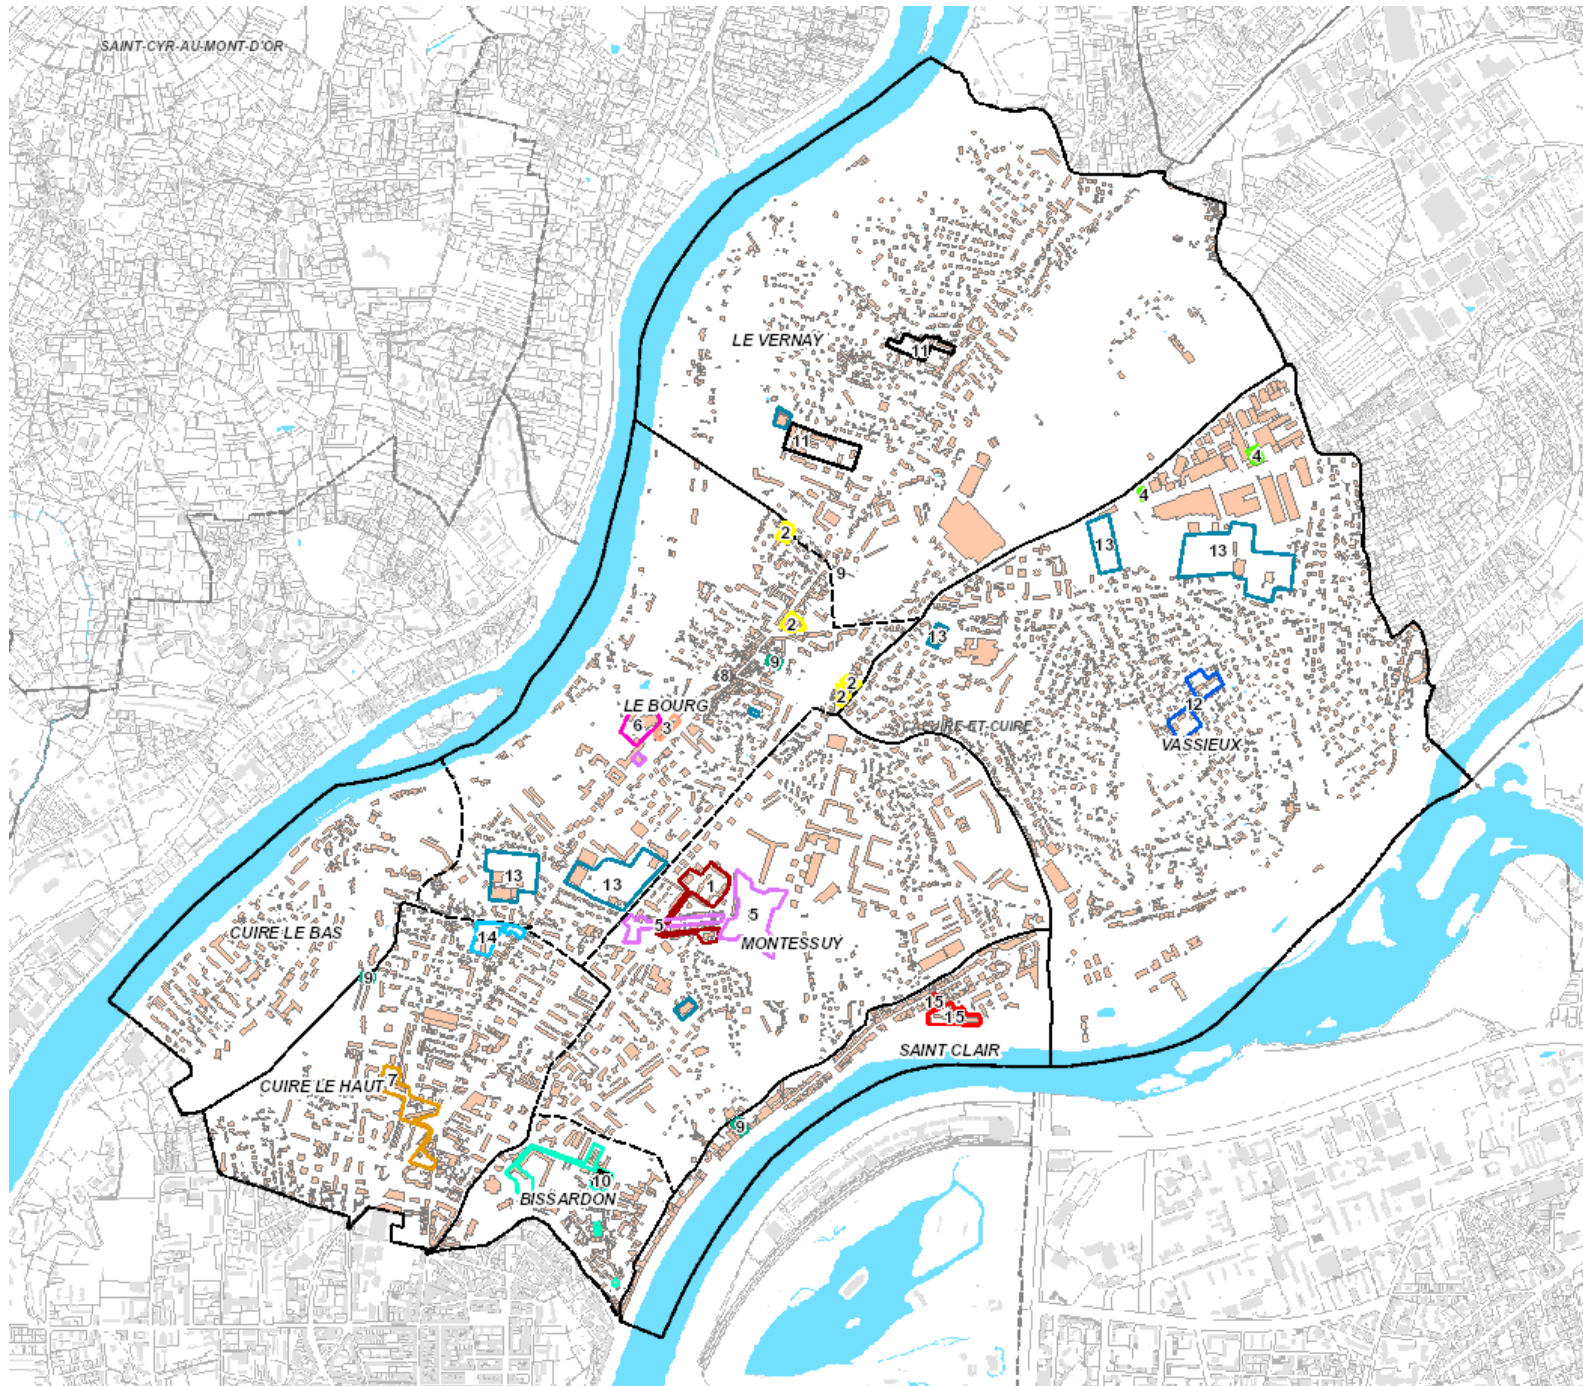 SAINT-CYR-AU-MONT-D'OR
LE VERNAY
11
11
4
4
2
13
13
9
2
13
9
8
2
2
12
LE BOURG
6
3
CALUIRE-ET-CUIRE
VASSIEUX
13
13
1
5
5
MONTESSUY
CUIRE LE BAS
14
9
15
15
SAINT CLAIR
CUIRE LE HAUT
7
9
10
BISSARDON